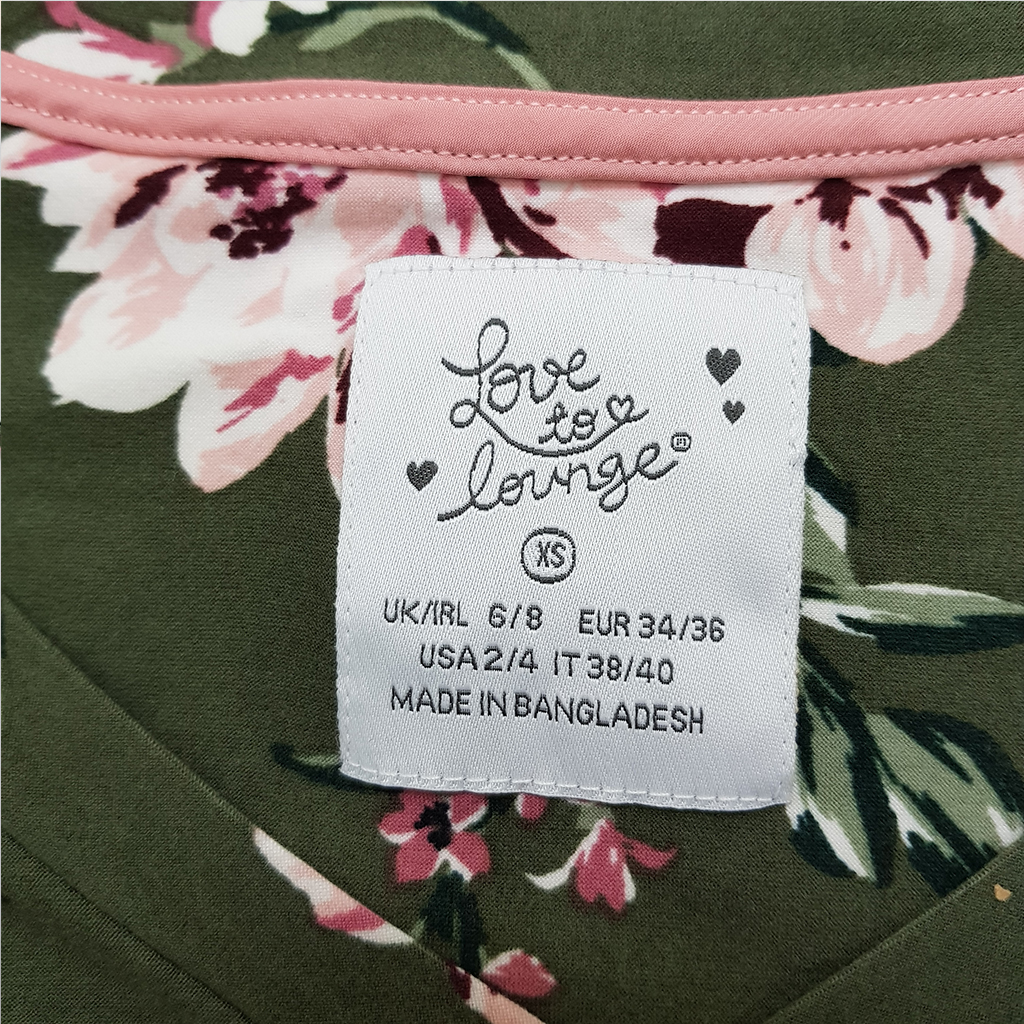 Love
to
lounge
XS
UK/IRL 6/8 EUR 34/36
USA 2/4 IT 38/40
MADE IN BANGLADESH